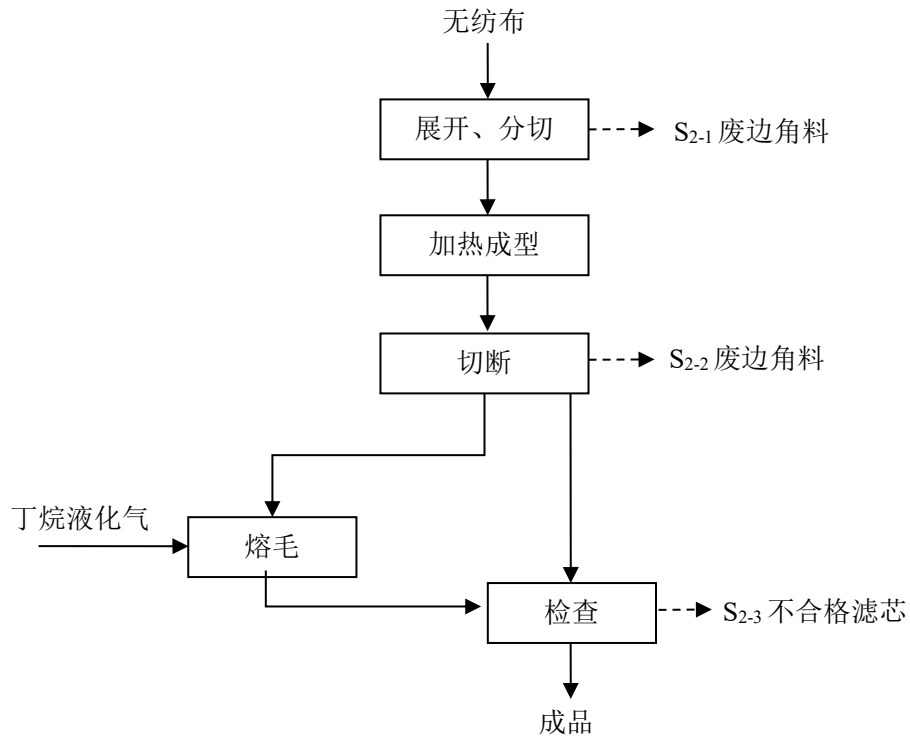 无纺布
展开、分切
S2-1 废边角料
加热成型
切断
S2-2 废边角料
丁烷液化气
熔毛
检查
S2-3 不合格滤芯
成品